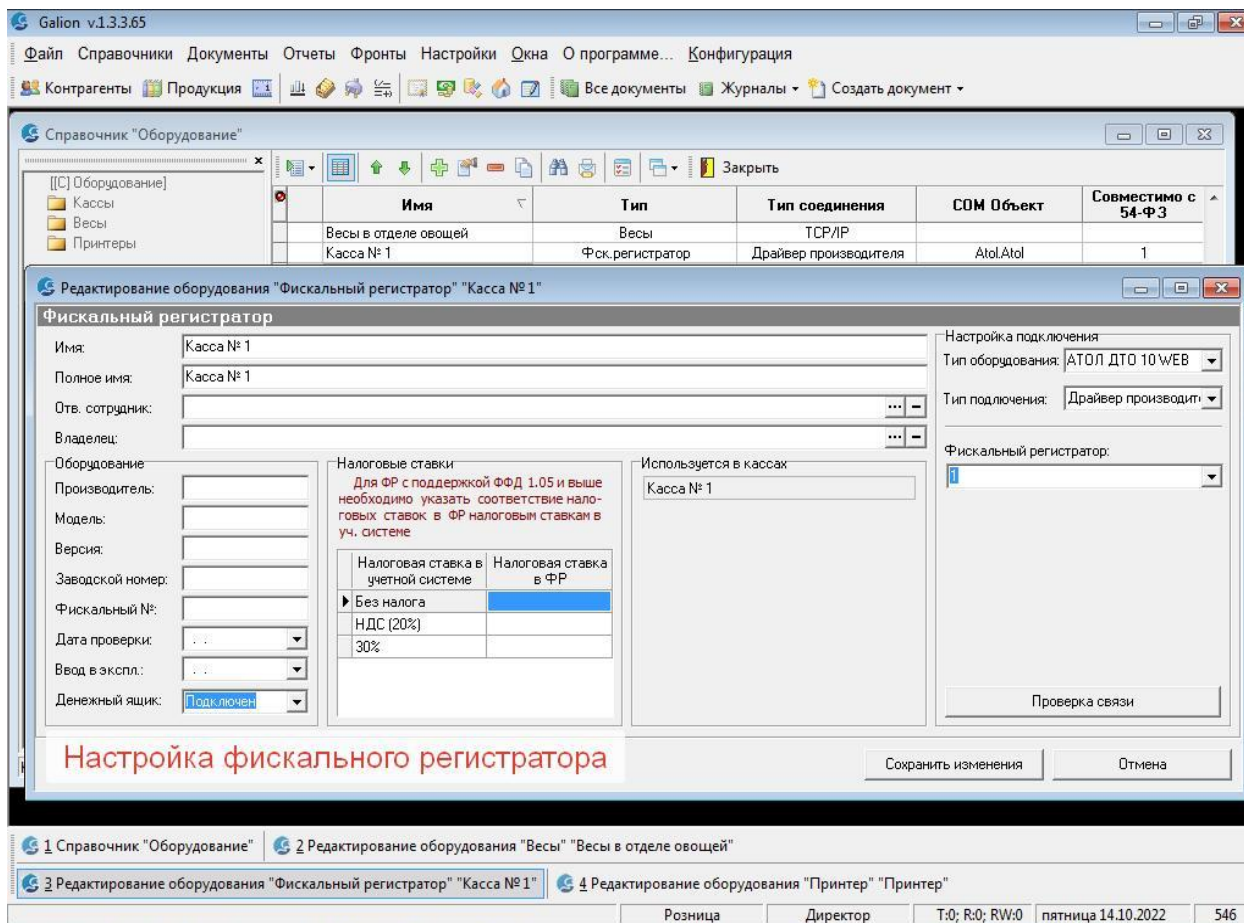 Galion v.1.3.3.65
Файл Справочники Документы Отчеты Фронты Настройки Окна О программе... Конфигурация
Контрагенты Продукция Все документы Журналы Создать документ
Справочник "Оборудование"
Закрыть
[[C] Оборудование]
Кассы
Весы
Принтеры
Имя Тип Тип соединения COM Объект Совместимо с 54-ФЗ
Весы в отделе овощей Весы TCP/IP
Касса № 1 Фск.регистратор Драйвер производителя Atol.Atol 1
Редактирование оборудования "Фискальный регистратор" "Касса № 1"
Фискальный регистратор
Имя: Касса № 1
Полное имя: Касса № 1
Отв. сотрудник:
Владелец:
Оборудование
Производитель:
Модель:
Версия:
Заводской номер:
Фискальный №:
Дата проверки: . .
Ввод в экспл.: . .
Денежный ящик: Подключен
Налоговые ставки
Для ФР с поддержкой ФФД 1.05 и выше
необходимо указать соответствие нало-
говых ставок в ФР налоговым ставкам в
уч. системе
Налоговая ставка в Налоговая ставка
учетной системе в ФР
Без налога
НДС (20%)
30%
Используется в кассах
Касса № 1
Настройка подключения
Тип оборудования: АТОЛ ДТО 10 WEB
Тип подлючения: Драйвер производит
Фискальный регистратор:
1
Проверка связи
Настройка фискального регистратора
Сохранить изменения Отмена
1 Справочник "Оборудование" 2 Редактирование оборудования "Весы" "Весы в отделе овощей"
3 Редактирование оборудования "Фискальный регистратор" "Касса № 1" 4 Редактирование оборудования "Принтер" "Принтер"
Розница Директор T:0; R:0; RW:0 пятница 14.10.2022 546